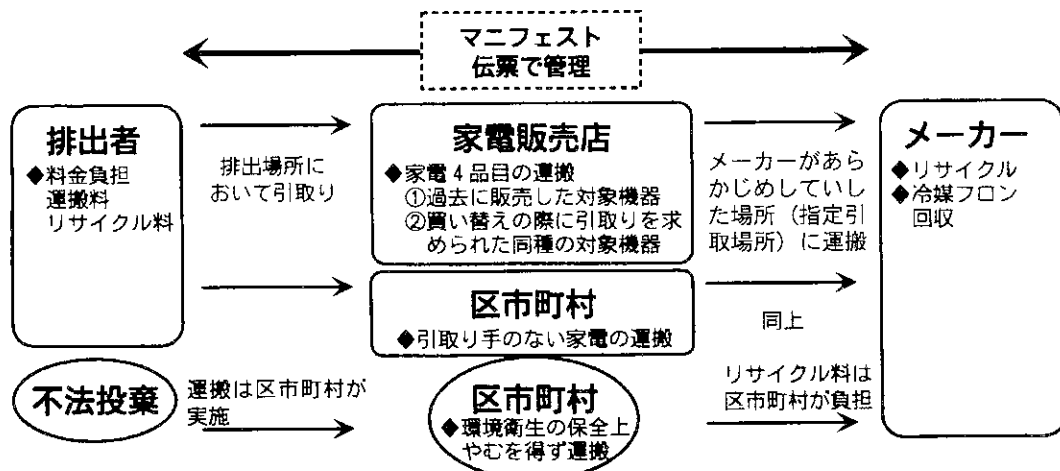 マニフェスト
伝票で管理
排出者
◆料金負担
運搬料
リサイクル料
排出場所に
おいて引取り
家電販売店
◆家電4品目の運搬
①過去に販売した対象機器
②買い替えの際に引取りを求
められた同種の対象機器
メーカーがあら
かじめしていし
た場所（指定引
取場所）に運搬
メーカー
◆リサイクル
◆冷媒フロン
回収
区市町村
◆引取り手のない家電の運搬
同上
不法投棄
運搬は区市町村が
実施
区市町村
◆環境衛生の保全上
やむを得ず運搬
リサイクル料は
区市町村が負担